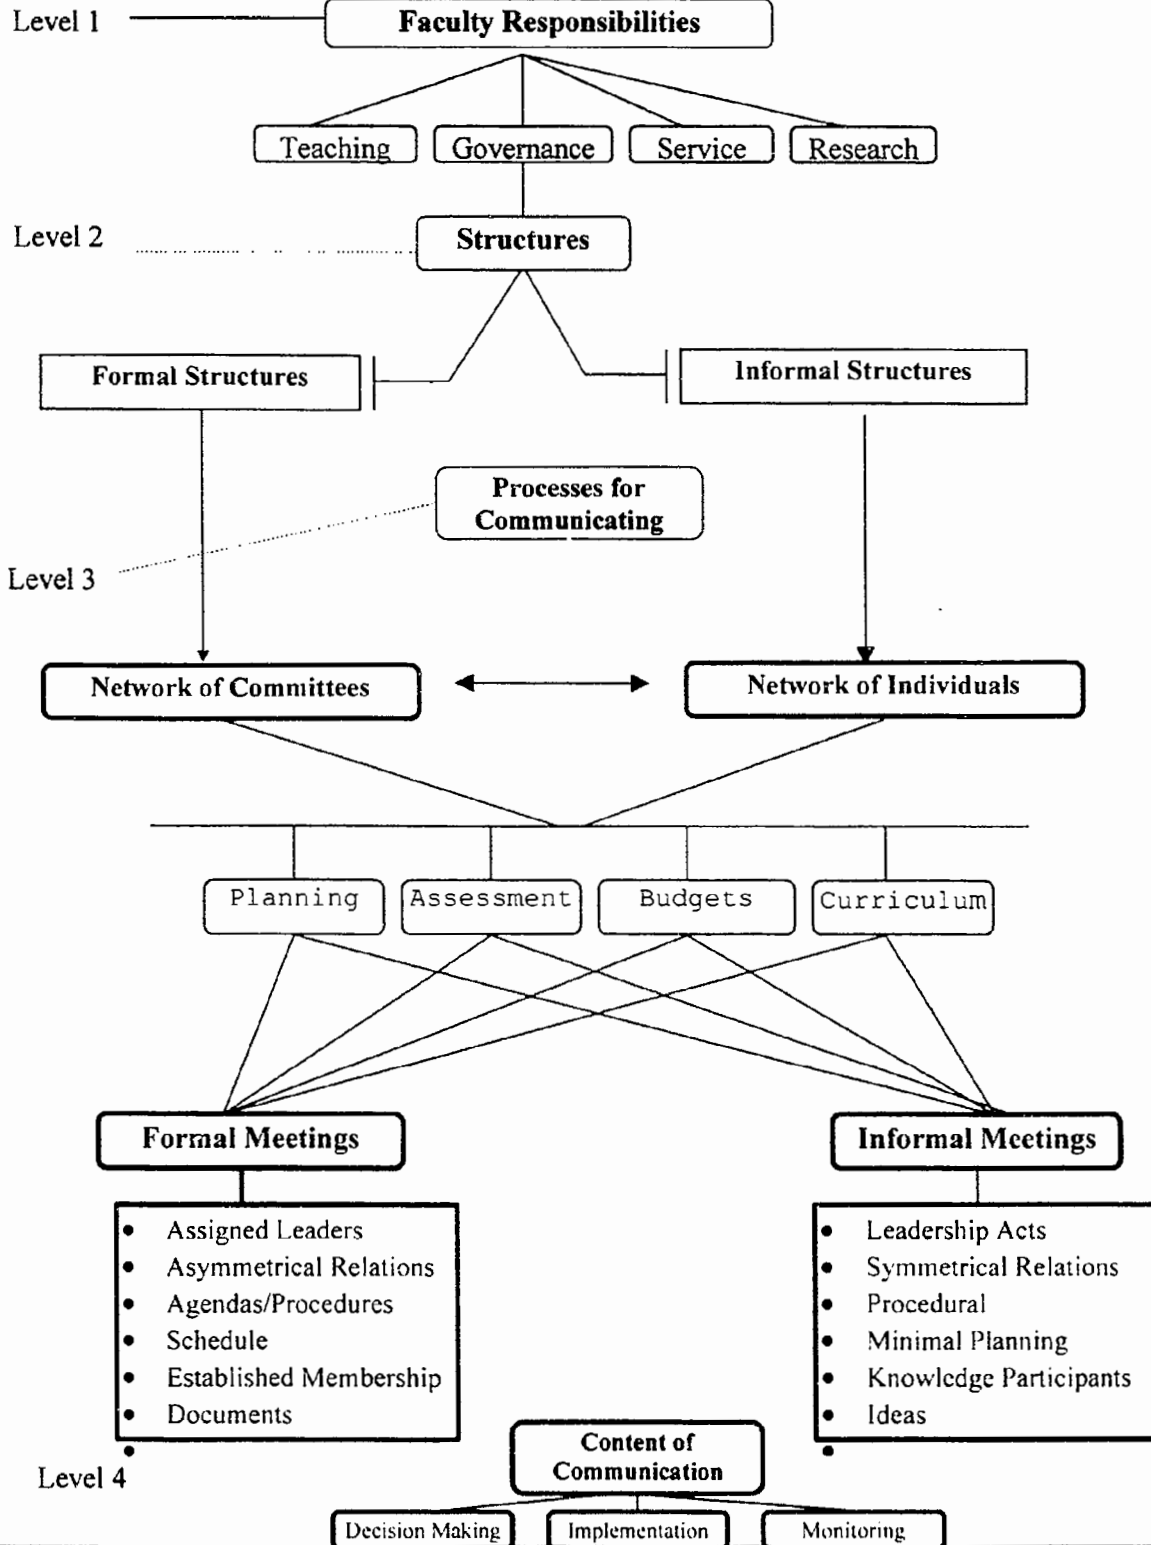 Level 1
Faculty Responsibilities
Teaching
Governance
Service
Research
Level 2
Structures
Formal Structures
Informal Structures
Processes for
Communicating
Level 3
Network of Committees
Network of Individuals
Planning
Assessment
Budgets
Curriculum
Formal Meetings
Informal Meetings
• Assigned Leaders
• Asymmetrical Relations
• Agendas/Procedures
• Schedule
• Established Membership
• Documents
•
• Leadership Acts
• Symmetrical Relations
• Procedural
• Minimal Planning
• Knowledge Participants
• Ideas
•
Level 4
Content of
Communication
Decision Making
Implementation
Monitoring